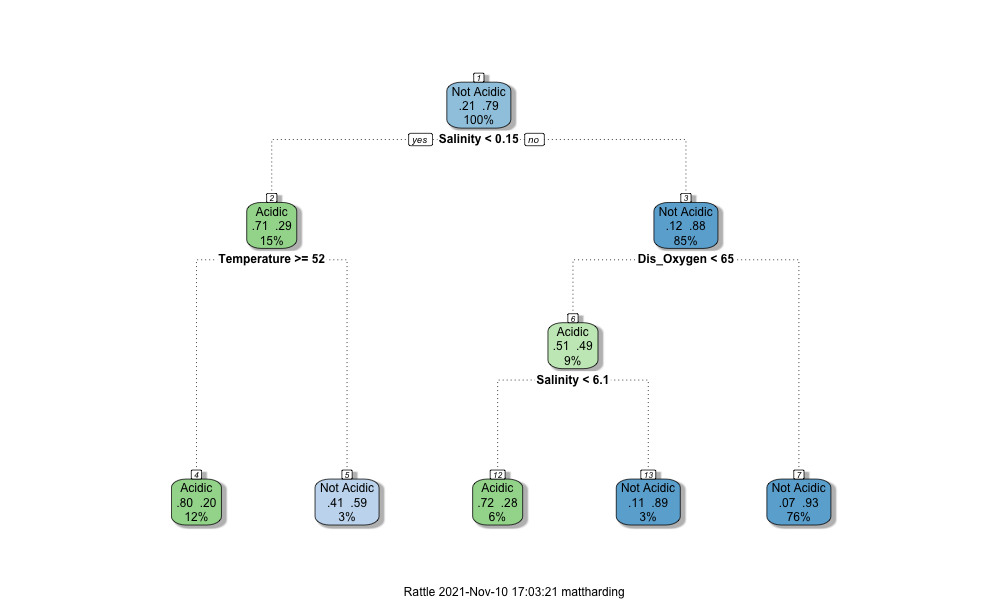 1
Not Acidic
.21 .79
100%
yes Salinity < 0.15 no
2
Acidic
.71 .29
15%
Temperature >= 52
3
Not Acidic
.12 .88
85%
Dis_Oxygen < 65
6
Acidic
.51 .49
9%
Salinity < 6.1
4
Acidic
.80 .20
12%
5
Not Acidic
.41 .59
3%
12
Acidic
.72 .28
6%
13
Not Acidic
.11 .89
3%
7
Not Acidic
.07 .93
76%
Rattle 2021-Nov-10 17:03:21 mattharding